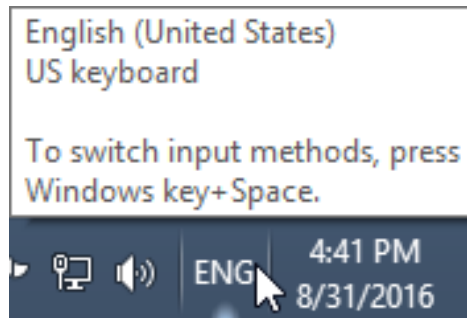 English (United States)
US keyboard
To switch input methods, press
Windows key+Space.
ENG
4:41 PM
8/31/2016